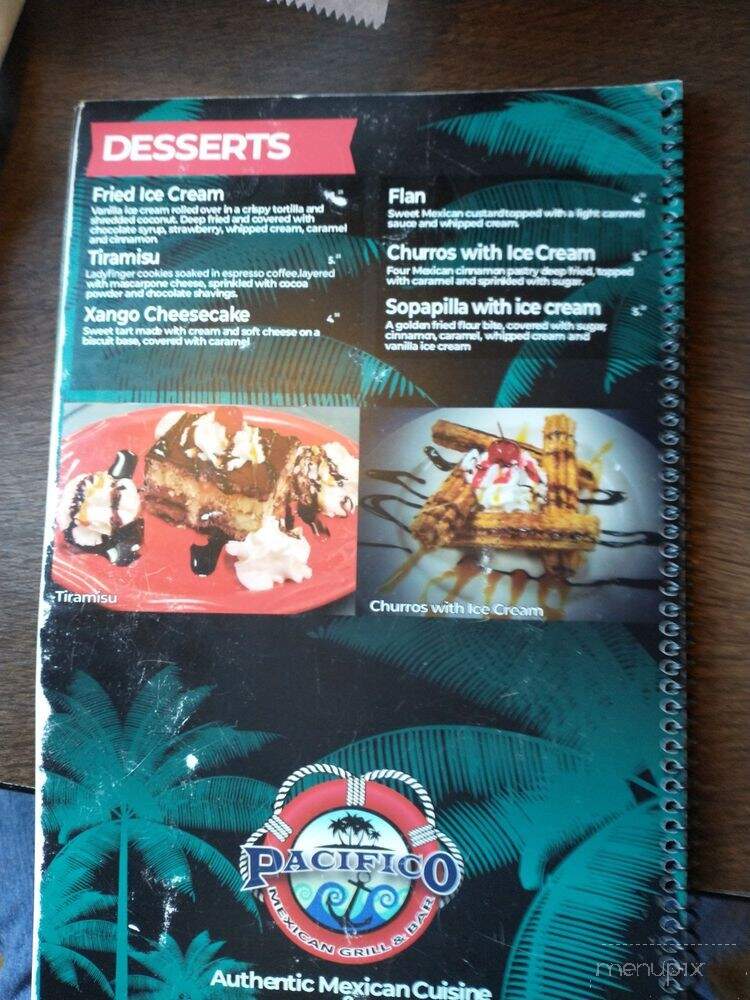 DESSERTS
Fried Ice Cream
Vanilla ice cream rolled over in a crispy tortilla and
shredded coconut. Deep fried and covered with
chocolate syrup, strawberry, whipped cream, caramel
and cinnamon
Tiramisu 5.
Ladyfinger cookies soaked in espresso coffee,layered
with mascarpone cheese, sprinkled with cocoa
powder and chocolate shavings.
Xango Cheesecake 4.
Sweet tart made with cream and soft cheese on a
biscuit base, covered with caramel
Flan 4.
Sweet Mexican custard topped with a light caramel
sauce and whipped cream.
Churros with Ice Cream 5.
Four Mexican cinnamon pastry deep fried, topped
with caramel and sprinkled with sugar.
Sopapilla with ice cream 5.
A golden fried flour bite, covered with sugar,
cinnamon, caramel, whipped cream and
vanilla ice cream
Tiramisu
Churros with Ice Cream
PACIFICO
MEXICAN GRILL & BAR
Authentic Mexican Cuisine
menupix